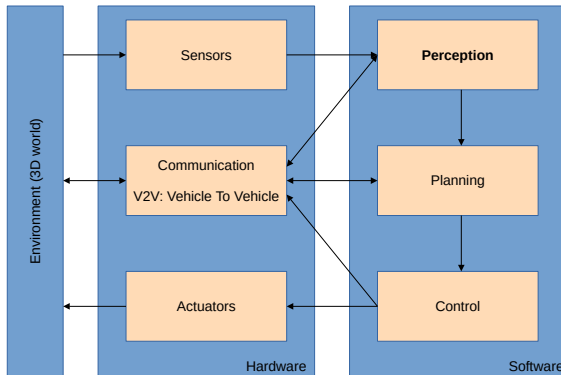 Environment (3D world)
Sensors
Perception
Communication
V2V: Vehicle To Vehicle
Planning
Actuators
Control
Hardware
Software